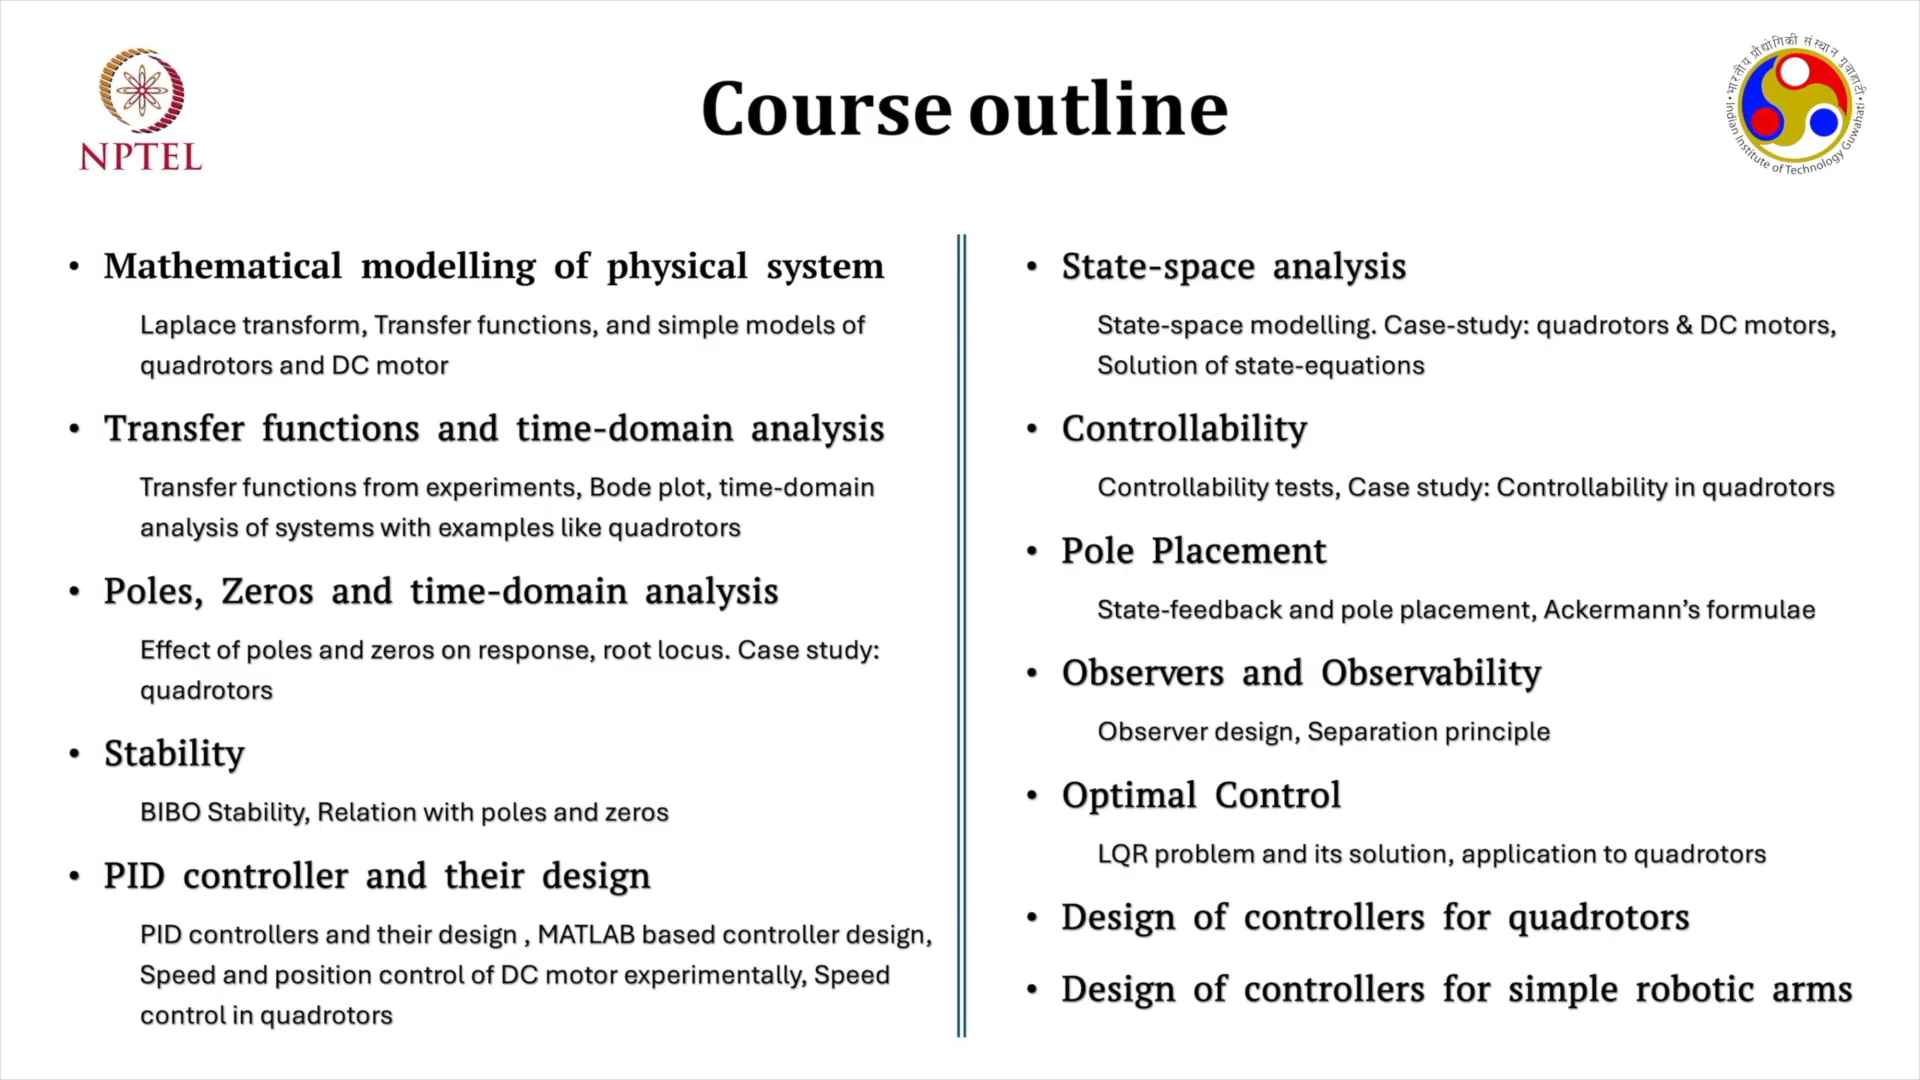 NPTEL
Course outline
भारतीय प्रौद्योगिकी संस्थान गुवाहाटी
Indian Institute of Technology Guwahati
• Mathematical modelling of physical system
Laplace transform, Transfer functions, and simple models of
quadrotors and DC motor
• Transfer functions and time-domain analysis
Transfer functions from experiments, Bode plot, time-domain
analysis of systems with examples like quadrotors
• Poles, Zeros and time-domain analysis
Effect of poles and zeros on response, root locus. Case study:
quadrotors
• Stability
BIBO Stability, Relation with poles and zeros
• PID controller and their design
PID controllers and their design , MATLAB based controller design,
Speed and position control of DC motor experimentally, Speed
control in quadrotors
• State-space analysis
State-space modelling. Case-study: quadrotors & DC motors,
Solution of state-equations
• Controllability
Controllability tests, Case study: Controllability in quadrotors
• Pole Placement
State-feedback and pole placement, Ackermann’s formulae
• Observers and Observability
Observer design, Separation principle
• Optimal Control
LQR problem and its solution, application to quadrotors
• Design of controllers for quadrotors
• Design of controllers for simple robotic arms